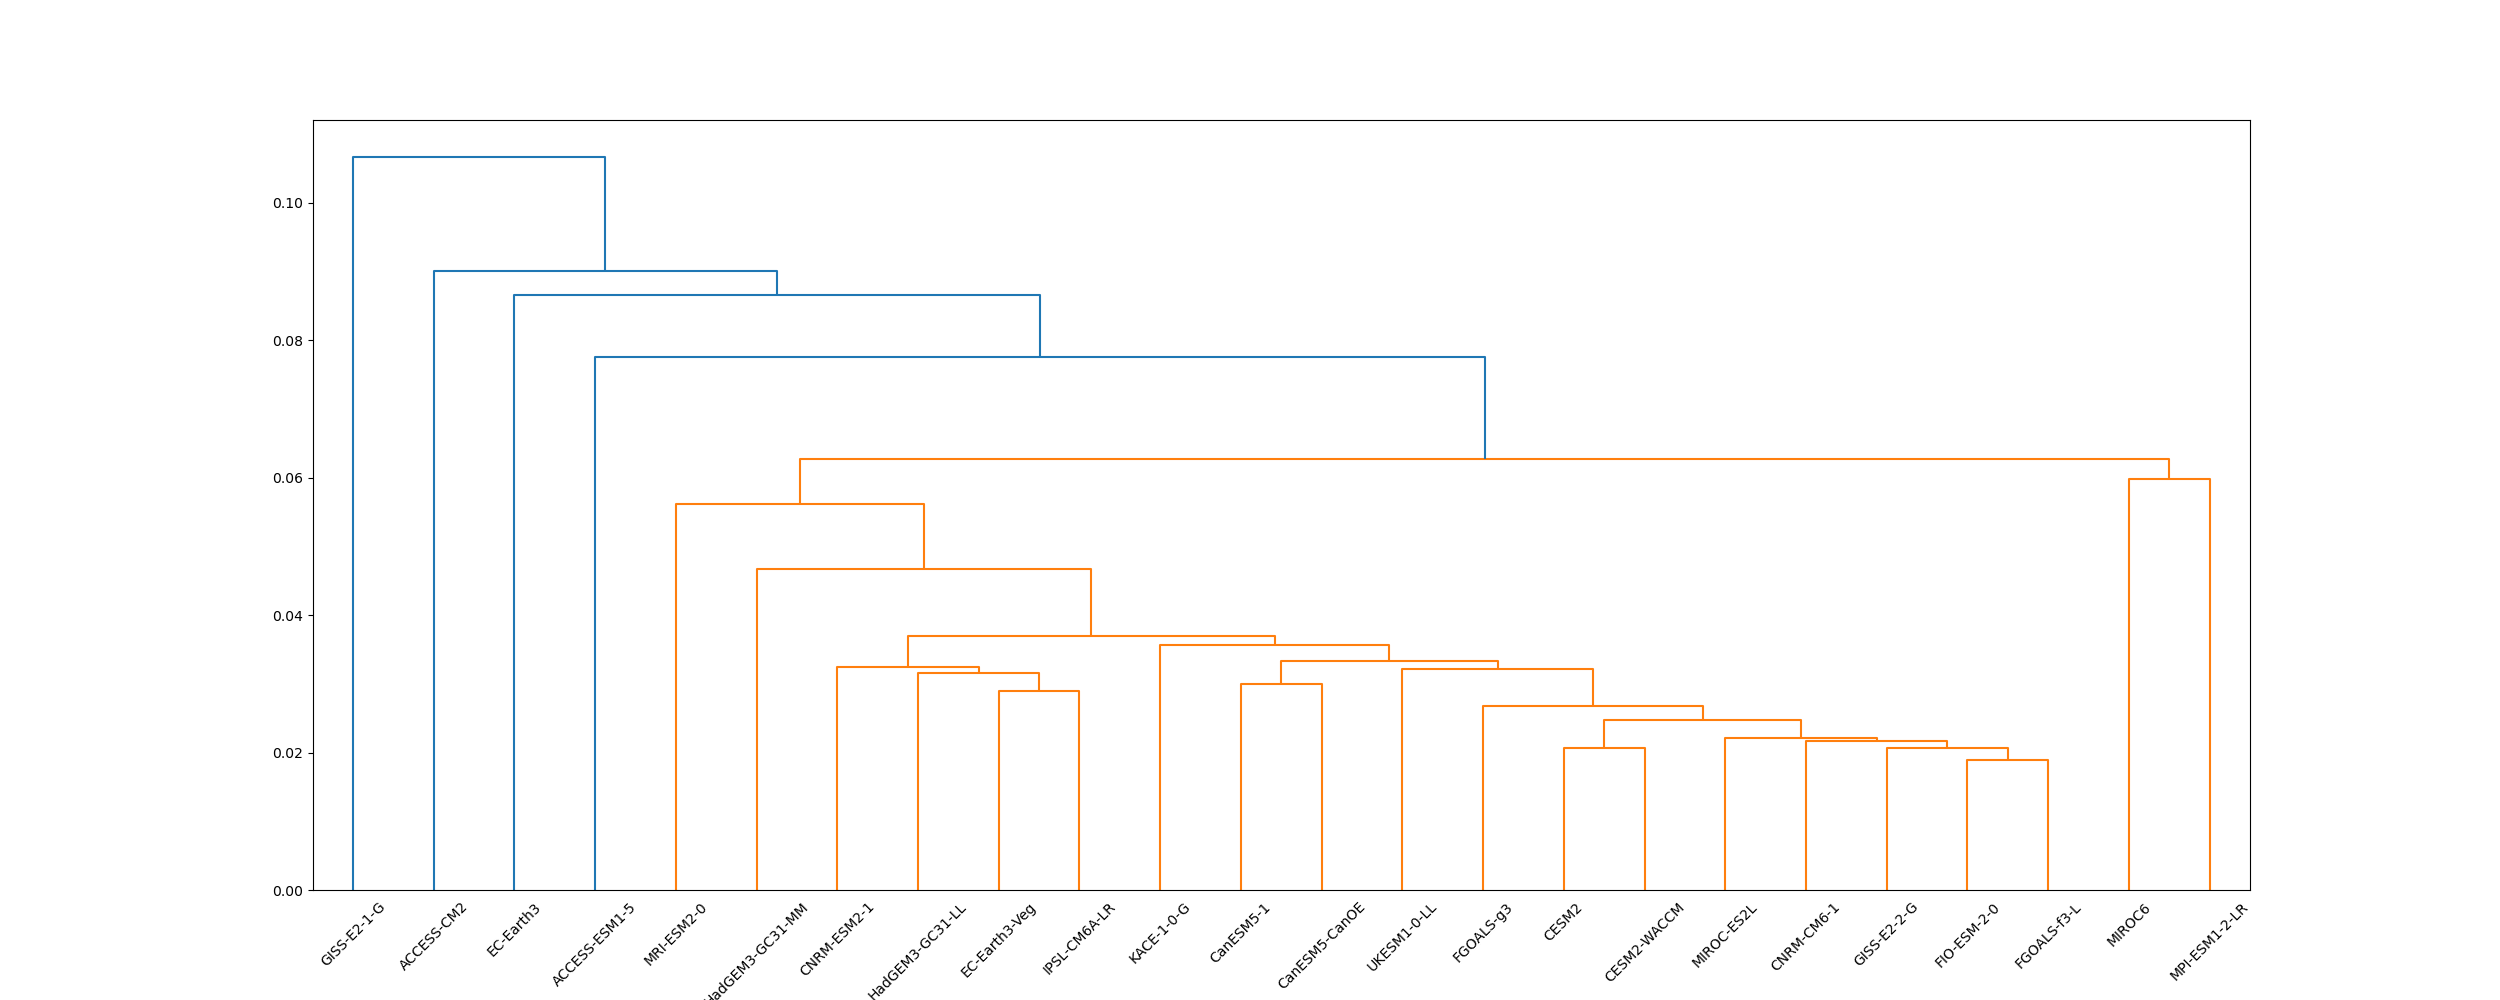 0.10
0.08
0.06
0.04
0.02
0.00
GISS-E2-1-G
ACCESS-CM2
EC-Earth3
ACCESS-ESM1-5
MRI-ESM2-0
HadGEM3-GC31-MM
CNRM-ESM2-1
HadGEM3-GC31-LL
EC-Earth3-Veg
IPSL-CM6A-LR
KACE-1-0-G
CanESM5-1
CanESM5-CanOE
UKESM1-0-LL
FGOALS-g3
CESM2
CESM2-WACCM
MIROC-ES2L
CNRM-CM6-1
GISS-E2-2-G
FIO-ESM-2-0
FGOALS-f3-L
MIROC6
MPI-ESM1-2-LR